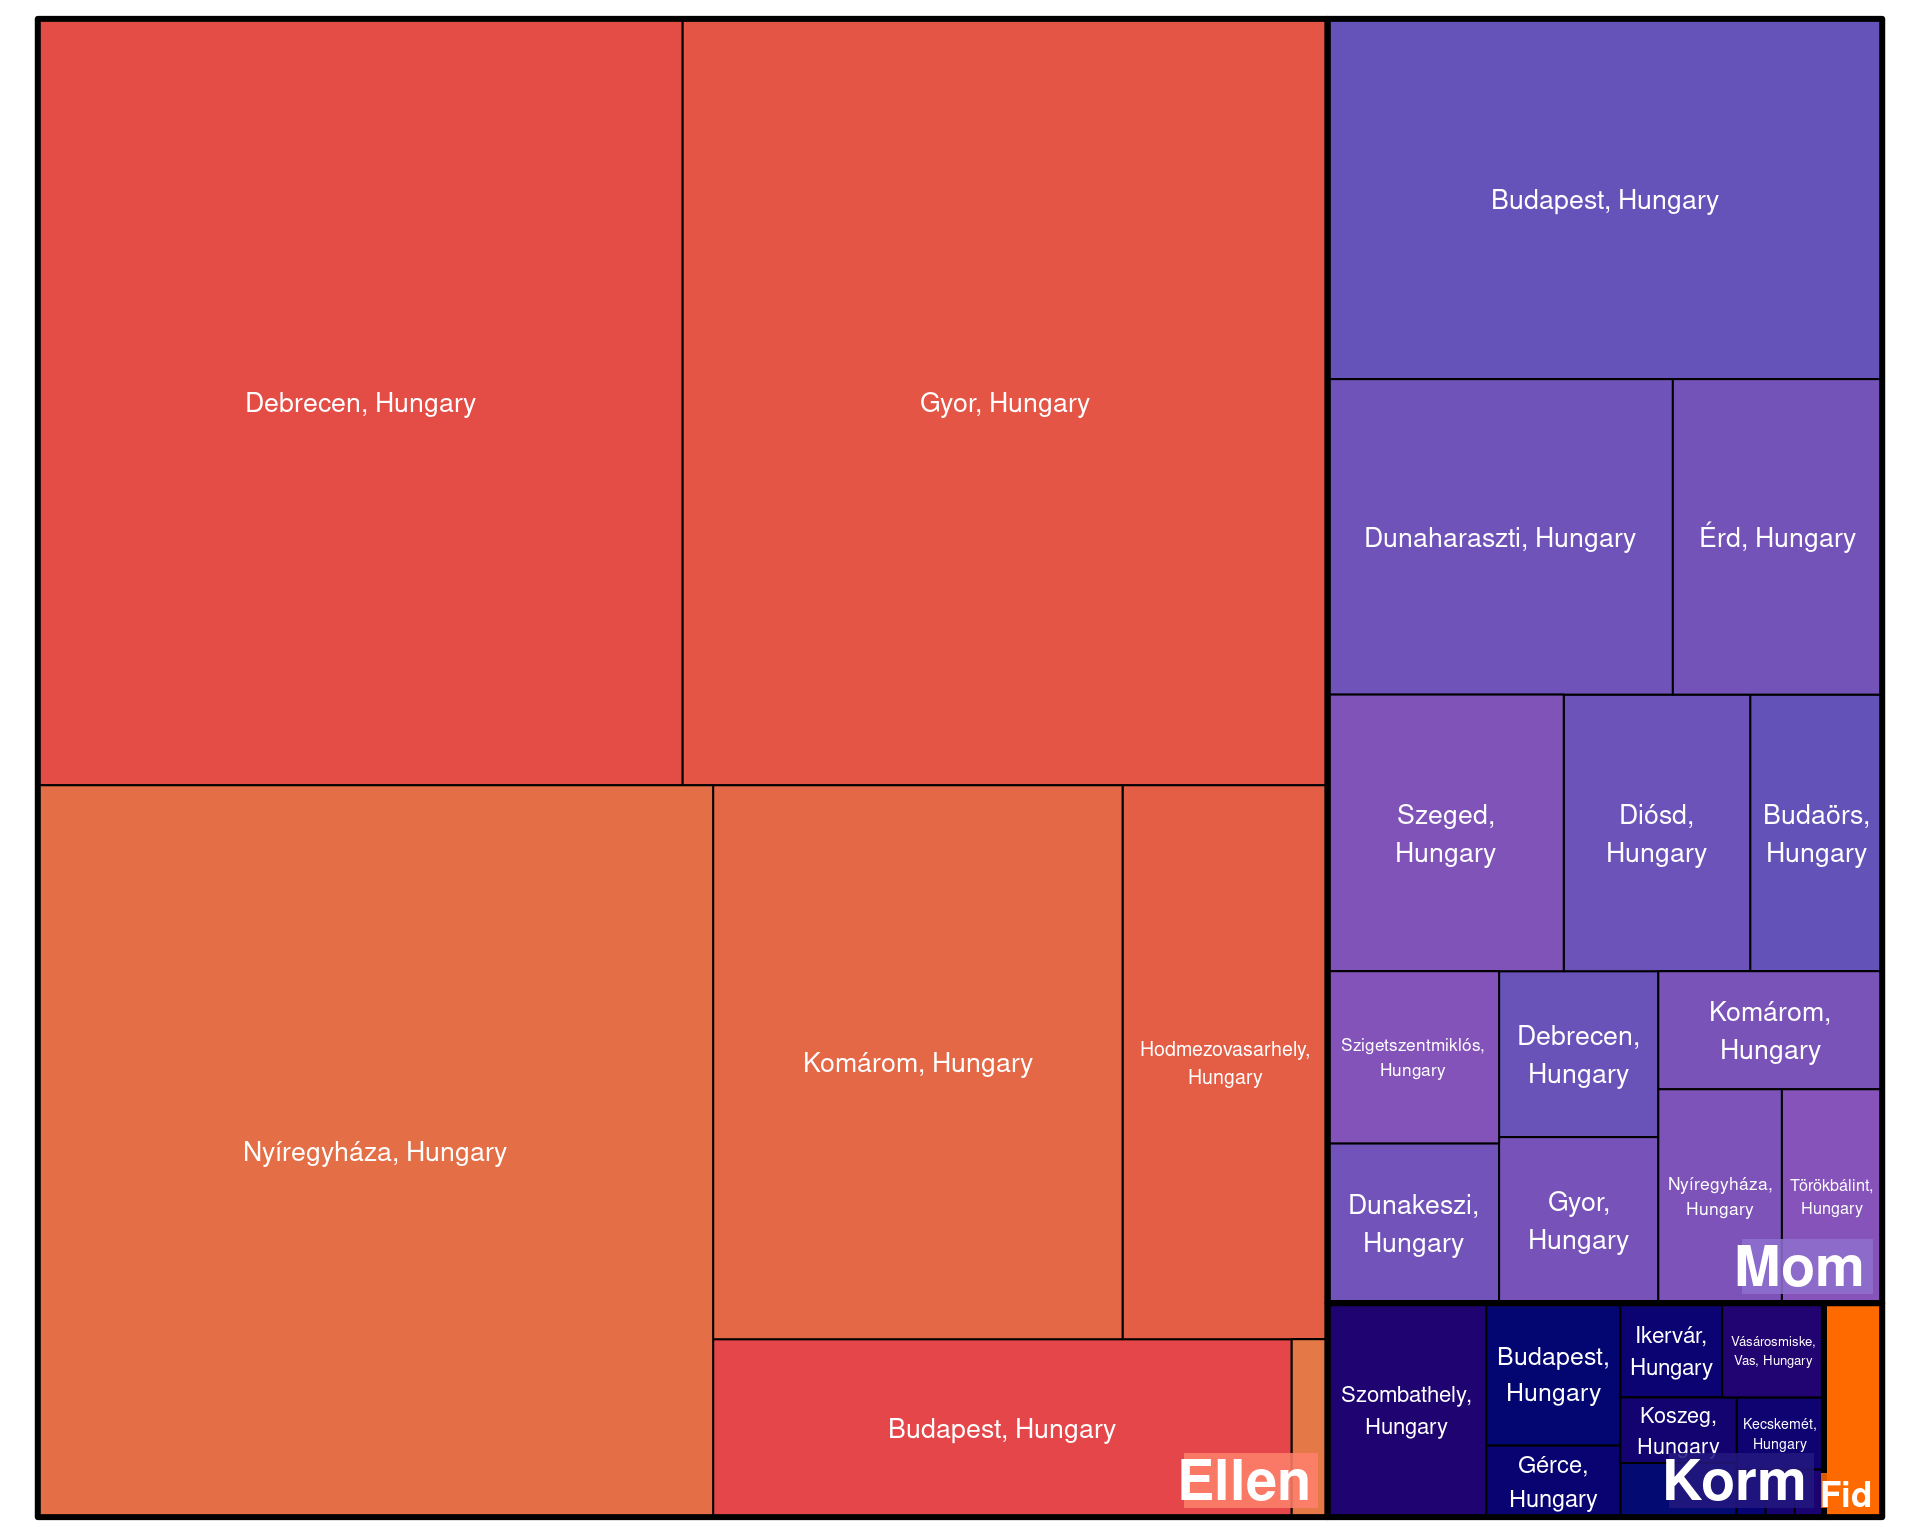 Debrecen, Hungary
Gyor, Hungary
Nyíregyháza, Hungary
Komárom, Hungary
Hodmezovasarhely,
Hungary
Budapest, Hungary
Ellen
Budapest, Hungary
Dunaharaszti, Hungary
Érd, Hungary
Szeged,
Hungary
Diósd,
Hungary
Budaörs,
Hungary
Szigetszentmiklós,
Hungary
Debrecen,
Hungary
Komárom,
Hungary
Dunakeszi,
Hungary
Gyor,
Hungary
Nyíregyháza,
Hungary
Törökbálint,
Hungary
Mom
Szombathely,
Hungary
Budapest,
Hungary
Gérce,
Hungary
Ikervár,
Hungary
Vásárosmiske,
Vas, Hungary
Koszeg,
Hungary
Kecskemét,
Hungary
Korm
Fid